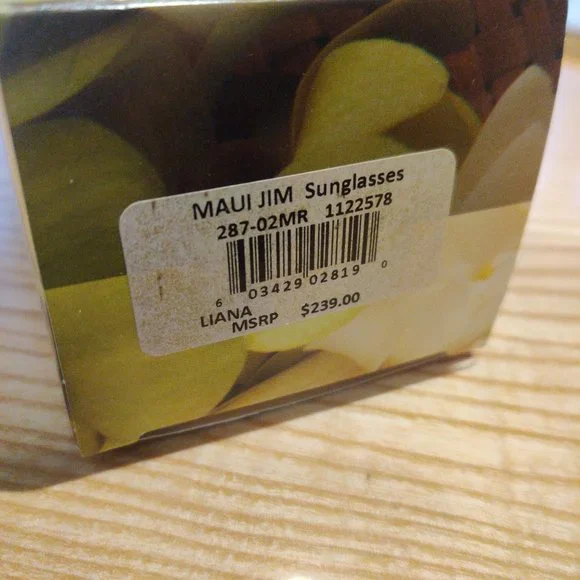 MAUI JIM Sunglasses
287-02MR 1122578
6 03429 02819 0
LIANA
MSRP $239.00